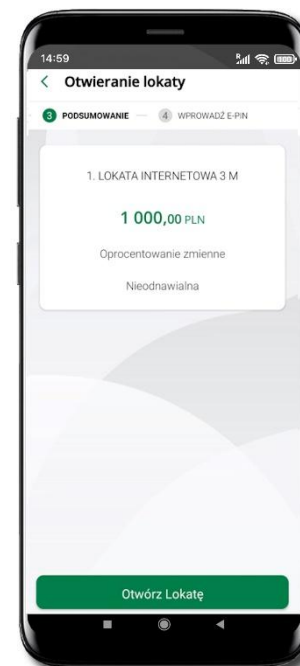 14:59
Otwieranie lokaty
3 PODSUMOWANIE 4 WPROWADŹ E-PIN
1. LOKATA INTERNETOWA 3 M
1 000,00 PLN
Oprocentowanie zmienne
Nieodnawialna
Otwórz Lokatę